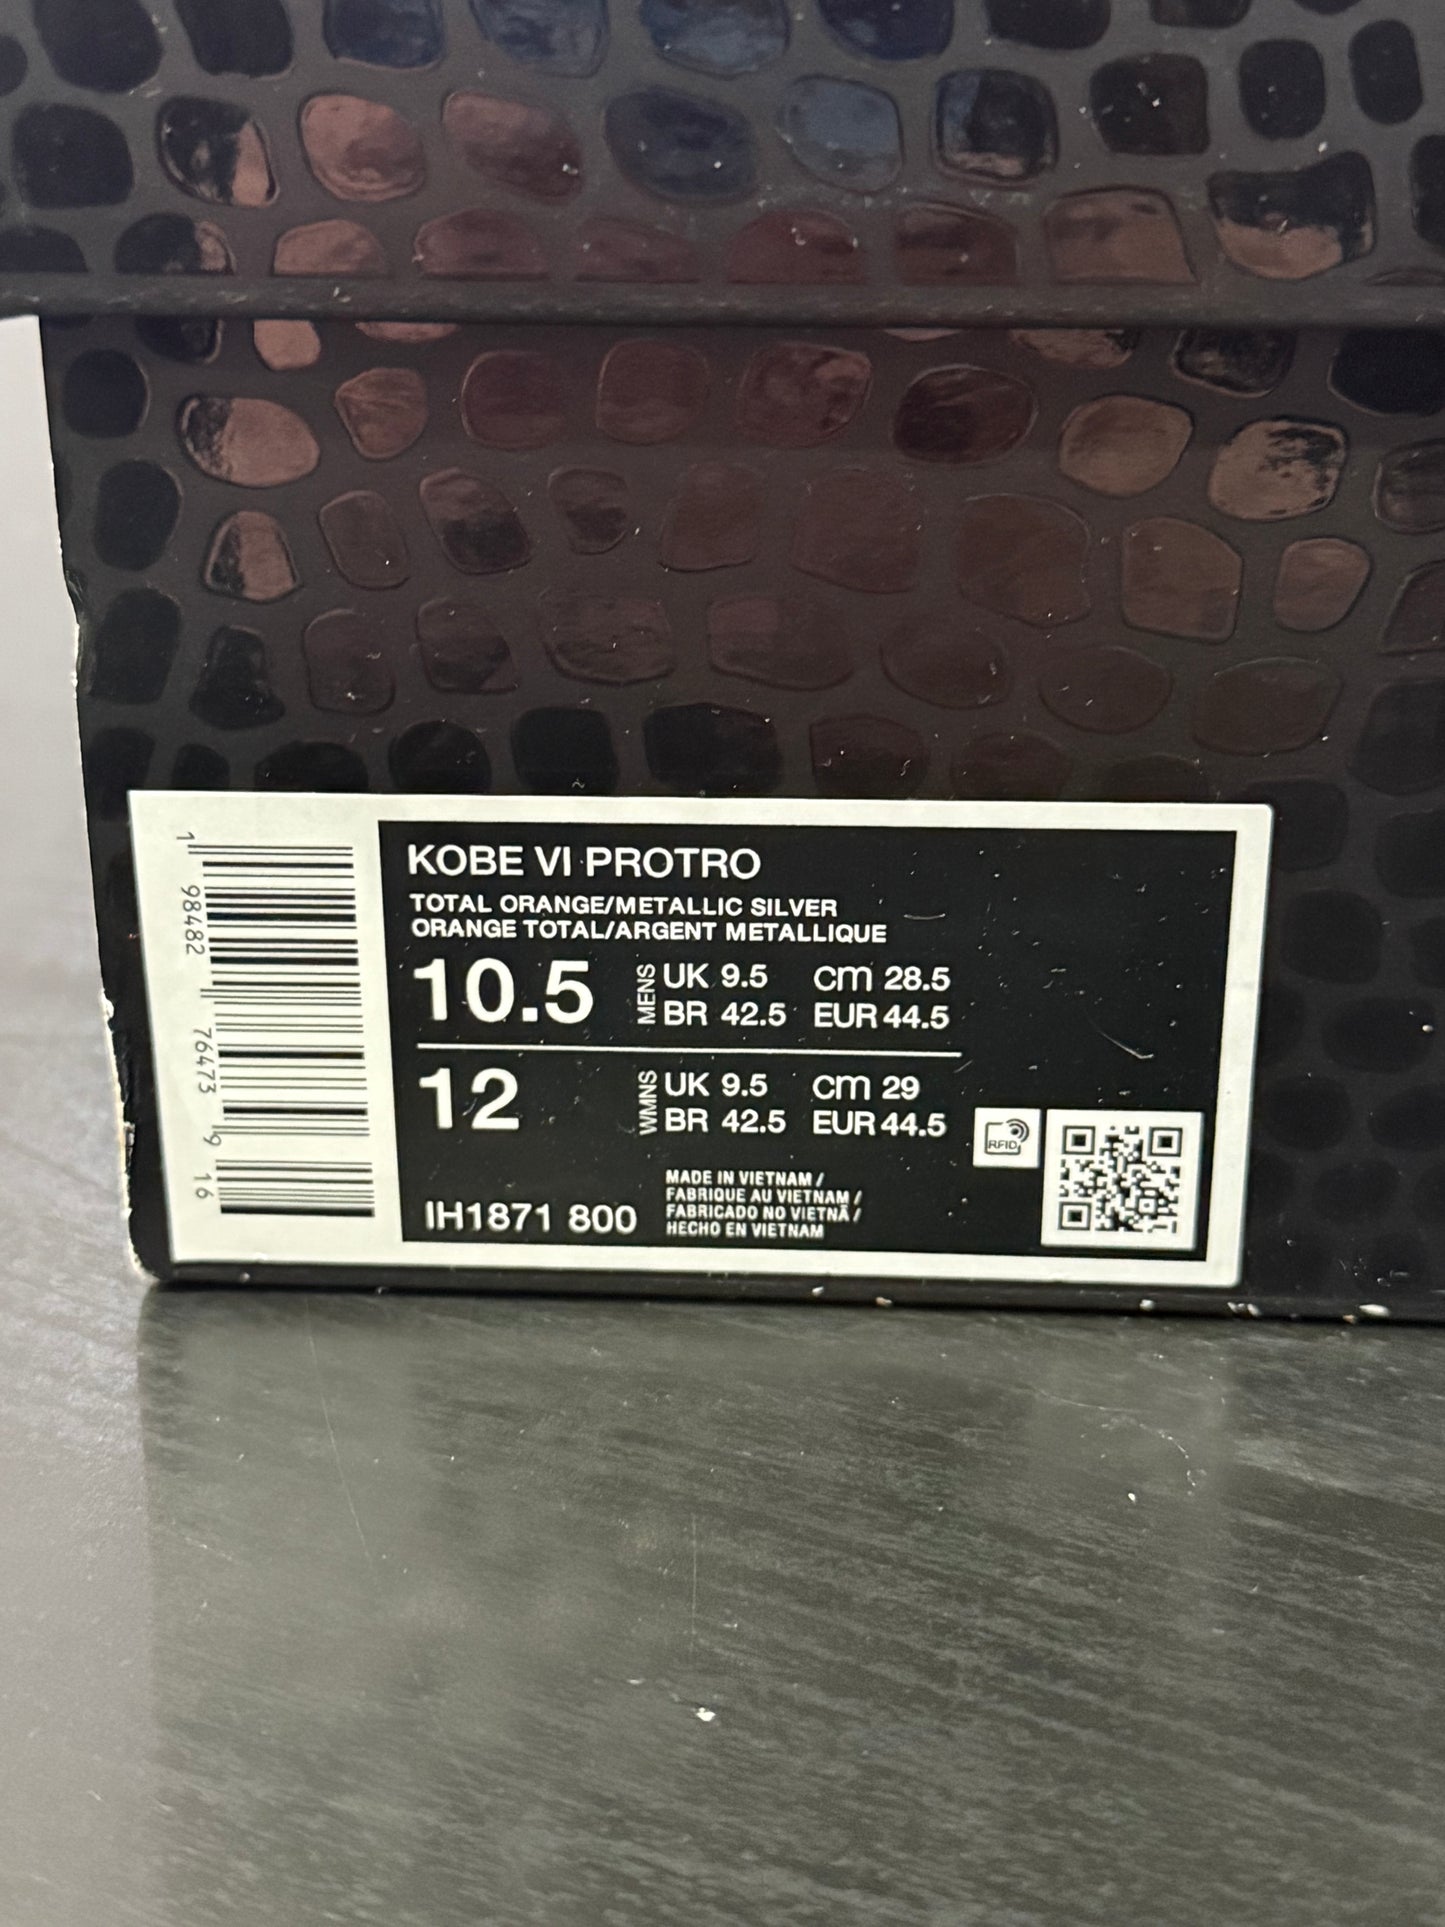 KOBE VI PROTRO
TOTAL ORANGE/METALLIC SILVER
ORANGE TOTAL/ARGENT METALLIQUE
10.5 MENS UK 9.5 cm 28.5
BR 42.5 EUR 44.5
12 WMNS UK 9.5 cm 29
BR 42.5 EUR 44.5
RFID
IH1871 800
MADE IN VIETNAM /
FABRIQUE AU VIETNAM /
FABRICADO NO VIETNÃ /
HECHO EN VIETNAM
1 98482 76473 9 16